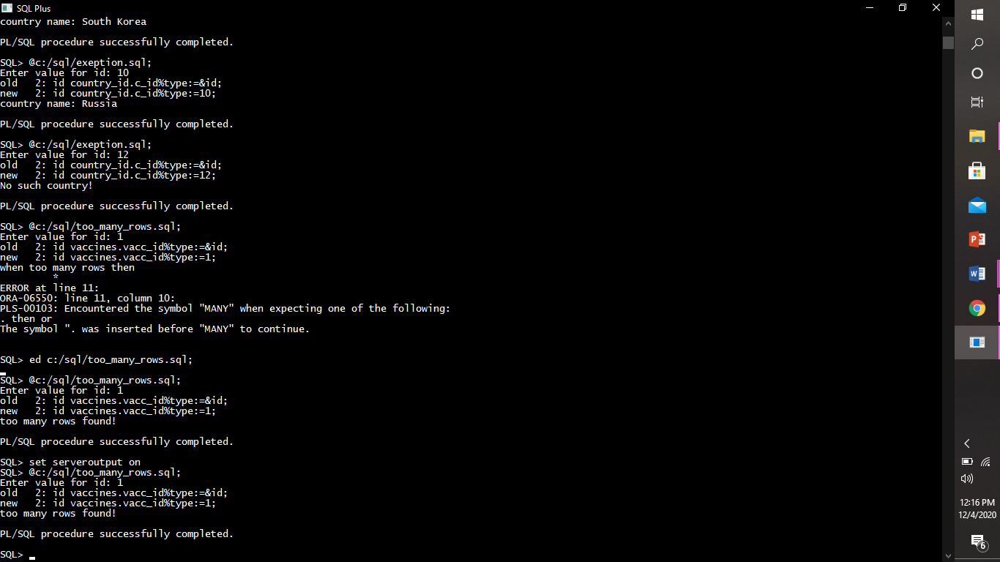 SQL Plus
country name: South Korea
PL/SQL procedure successfully completed.
SQL> @c:/sql/exeption.sql;
Enter value for id: 10
old   2: id country_id.c_id%type:=&id;
new   2: id country_id.c_id%type:=10;
country name: Russia
PL/SQL procedure successfully completed.
SQL> @c:/sql/exeption.sql;
Enter value for id: 12
old   2: id country_id.c_id%type:=&id;
new   2: id country_id.c_id%type:=12;
No such country!
PL/SQL procedure successfully completed.
SQL> @c:/sql/too_many_rows.sql;
Enter value for id: 1
old   2: id vaccines.vacc_id%type:=&id;
new   2: id vaccines.vacc_id%type:=1;
when too many rows then
         *
ERROR at line 11:
ORA-06550: line 11, column 10:
PLS-00103: Encountered the symbol "MANY" when expecting one of the following:
. then or
The symbol ". was inserted before "MANY" to continue.
SQL> ed c:/sql/too_many_rows.sql;
SQL> @c:/sql/too_many_rows.sql;
Enter value for id: 1
old   2: id vaccines.vacc_id%type:=&id;
new   2: id vaccines.vacc_id%type:=1;
too many rows found!
PL/SQL procedure successfully completed.
SQL> set serveroutput on
SQL> @c:/sql/too_many_rows.sql;
Enter value for id: 1
old   2: id vaccines.vacc_id%type:=&id;
new   2: id vaccines.vacc_id%type:=1;
too many rows found!
PL/SQL procedure successfully completed.
SQL>
P
W
12:16 PM
12/4/2020
6